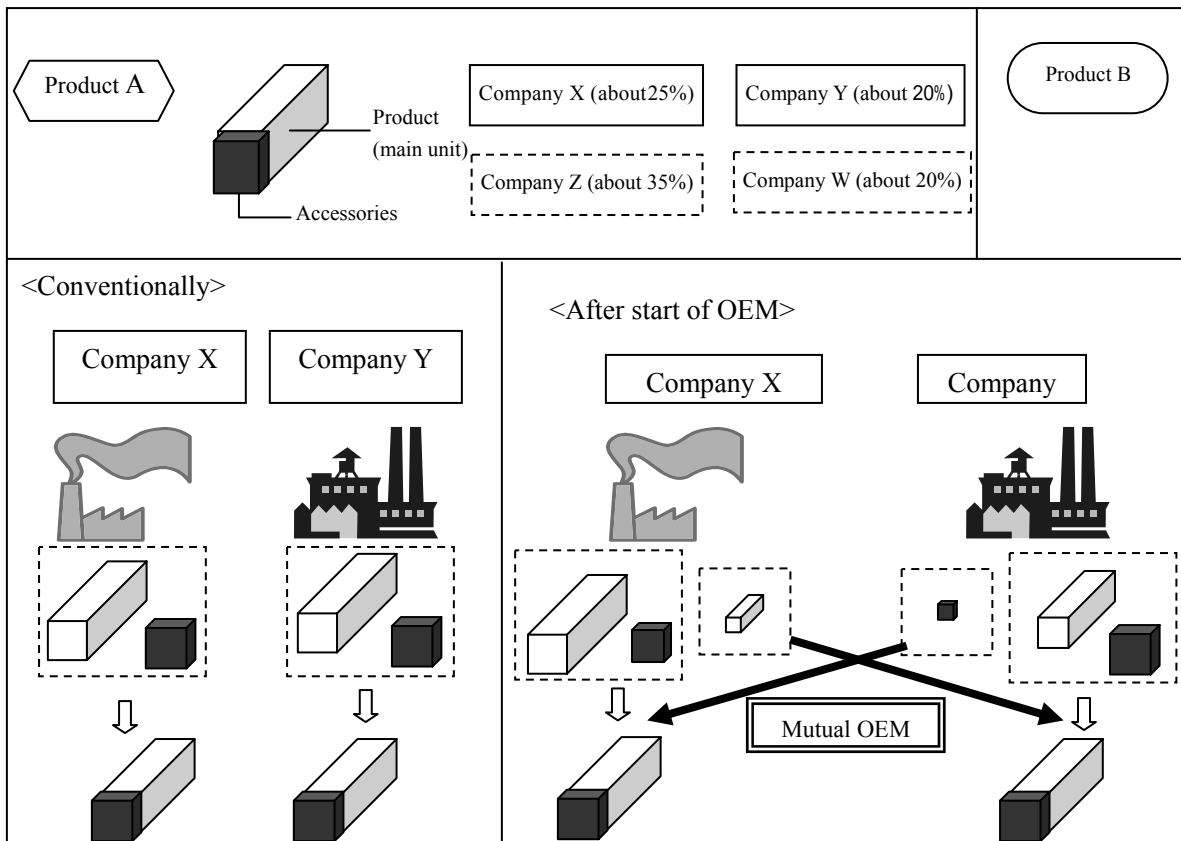 Product A
Product
(main unit)
Accessories
Company X (about25%)
Company Y (about 20%)
Company Z (about 35%)
Company W (about 20%)
Product B
<Conventionally>
Company X
Company Y
<After start of OEM>
Company X
Company
Mutual OEM